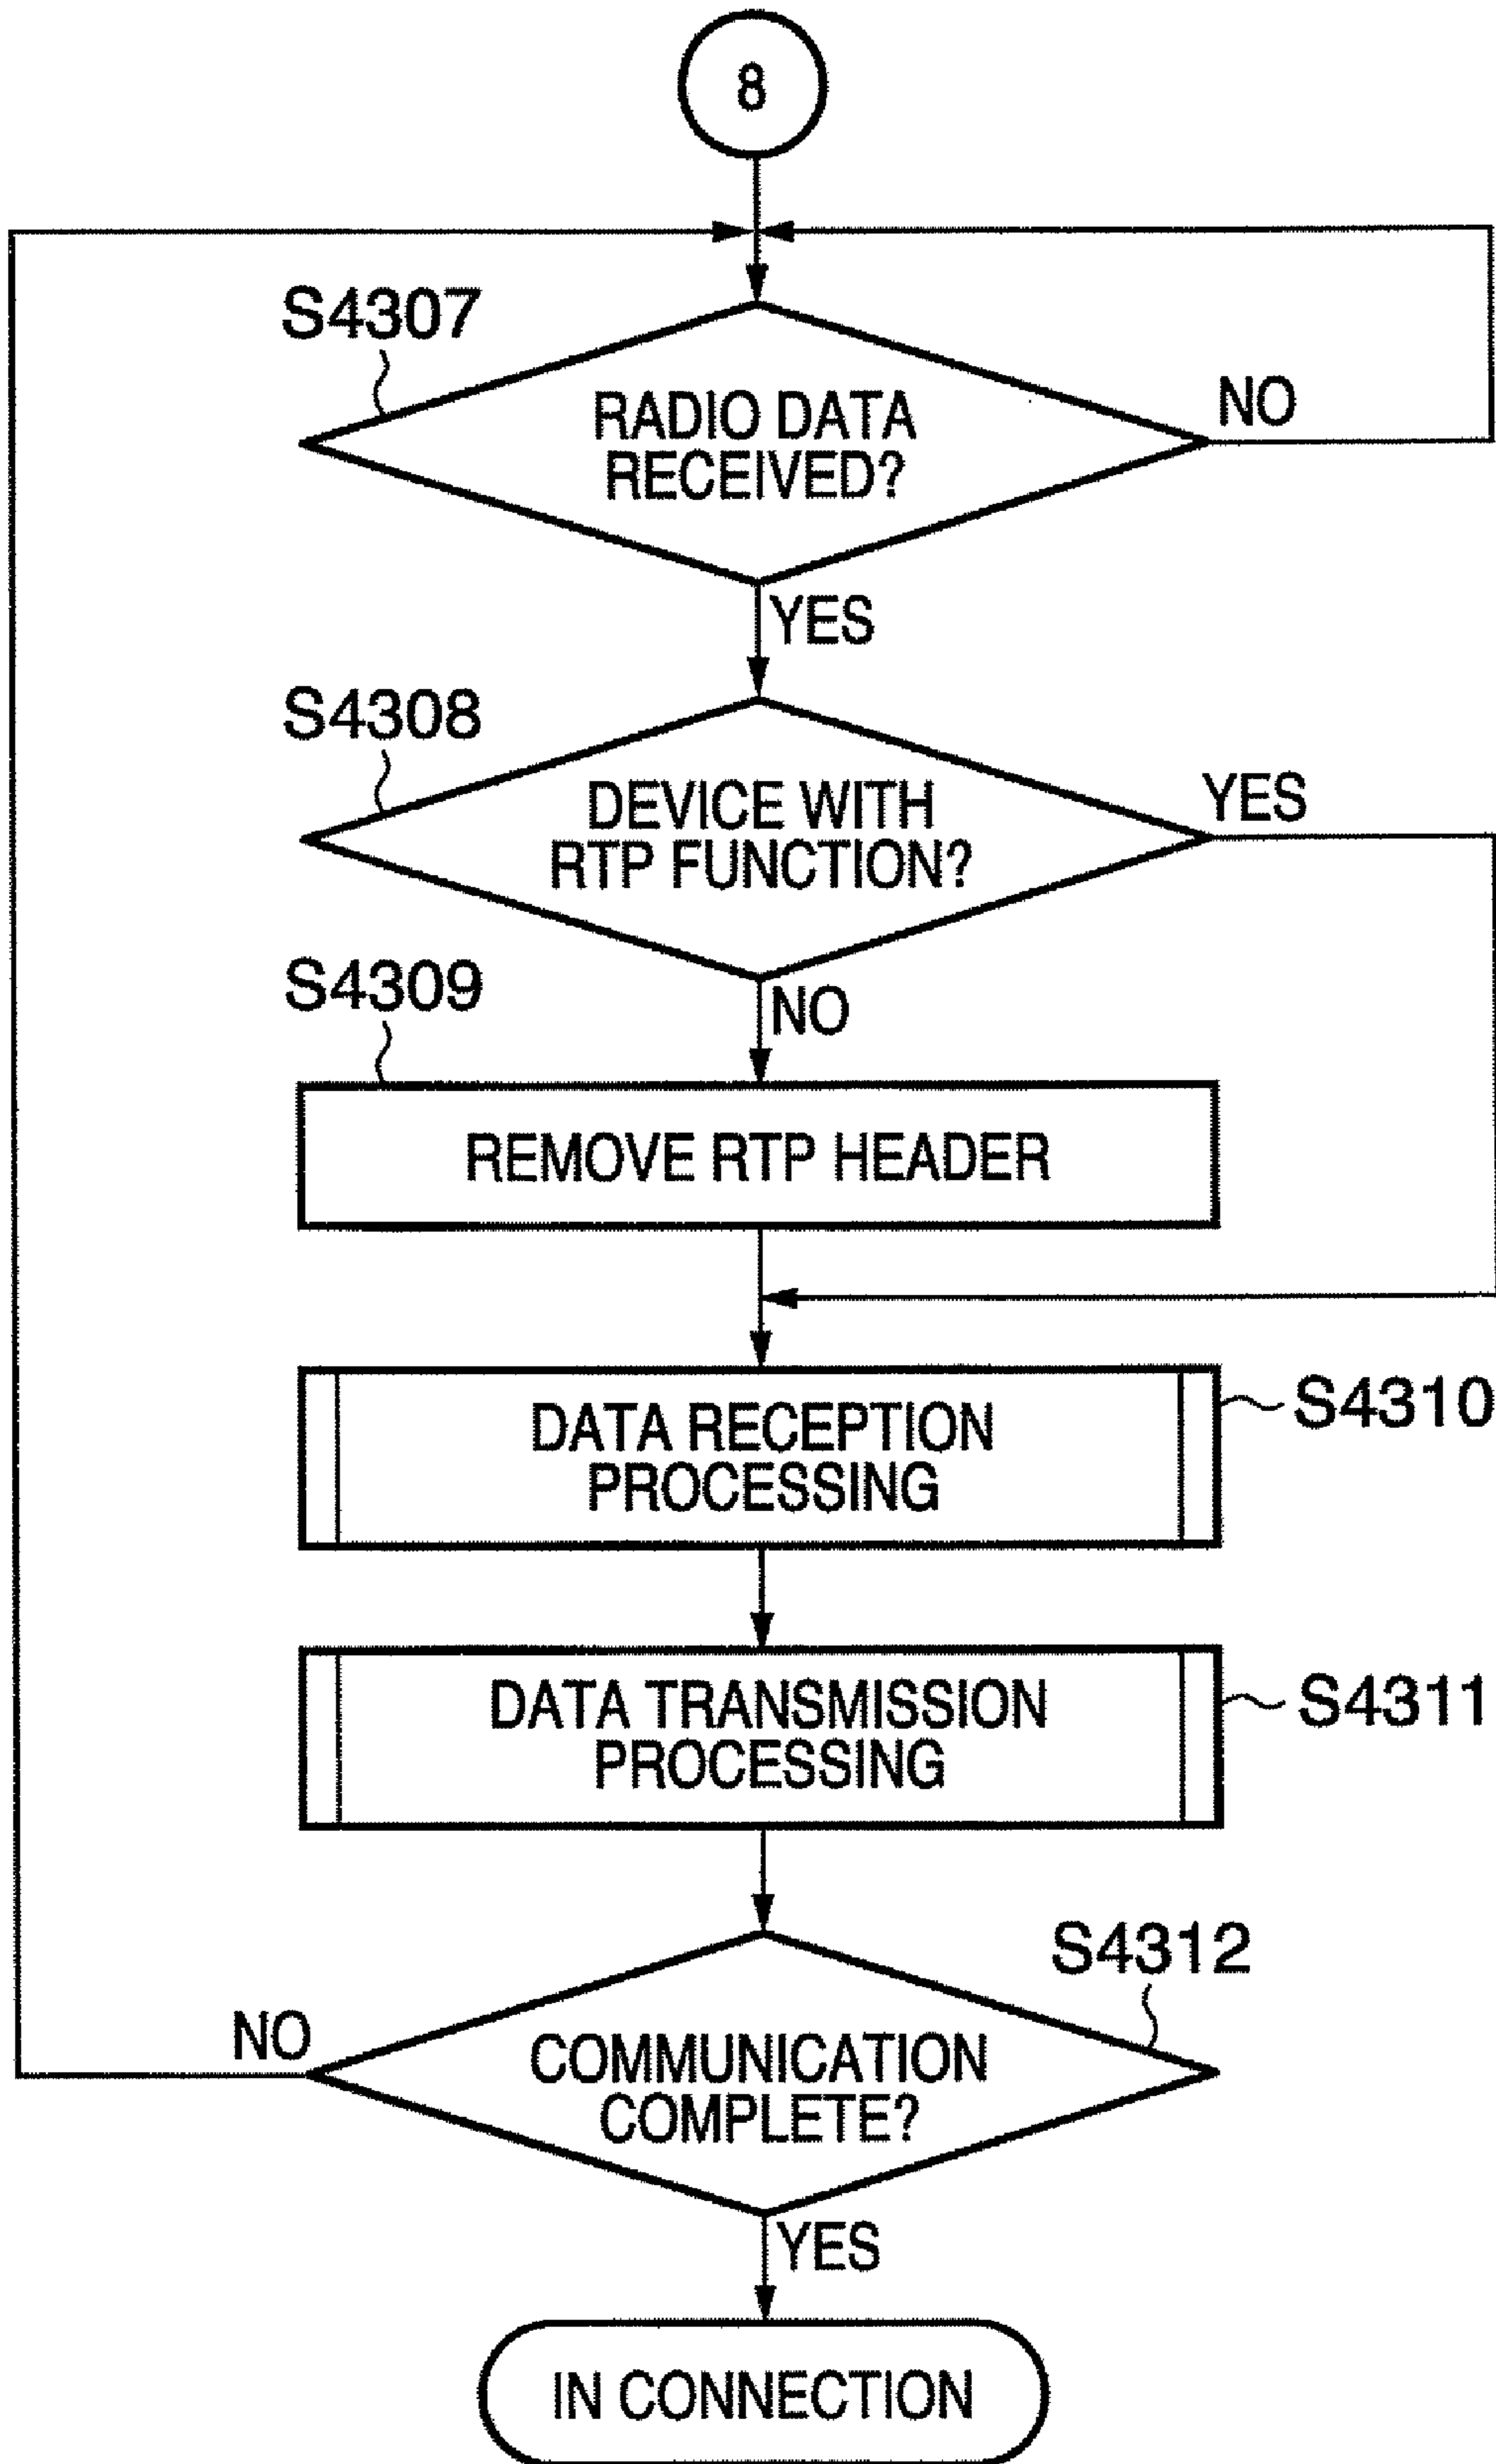 8
S4307
RADIO DATA
RECEIVED?
NO
YES
S4308
DEVICE WITH
RTP FUNCTION?
YES
NO
S4309
REMOVE RTP HEADER
DATA RECEPTION
PROCESSING
S4310
DATA TRANSMISSION
PROCESSING
S4311
S4312
NO
COMMUNICATION
COMPLETE?
YES
IN CONNECTION